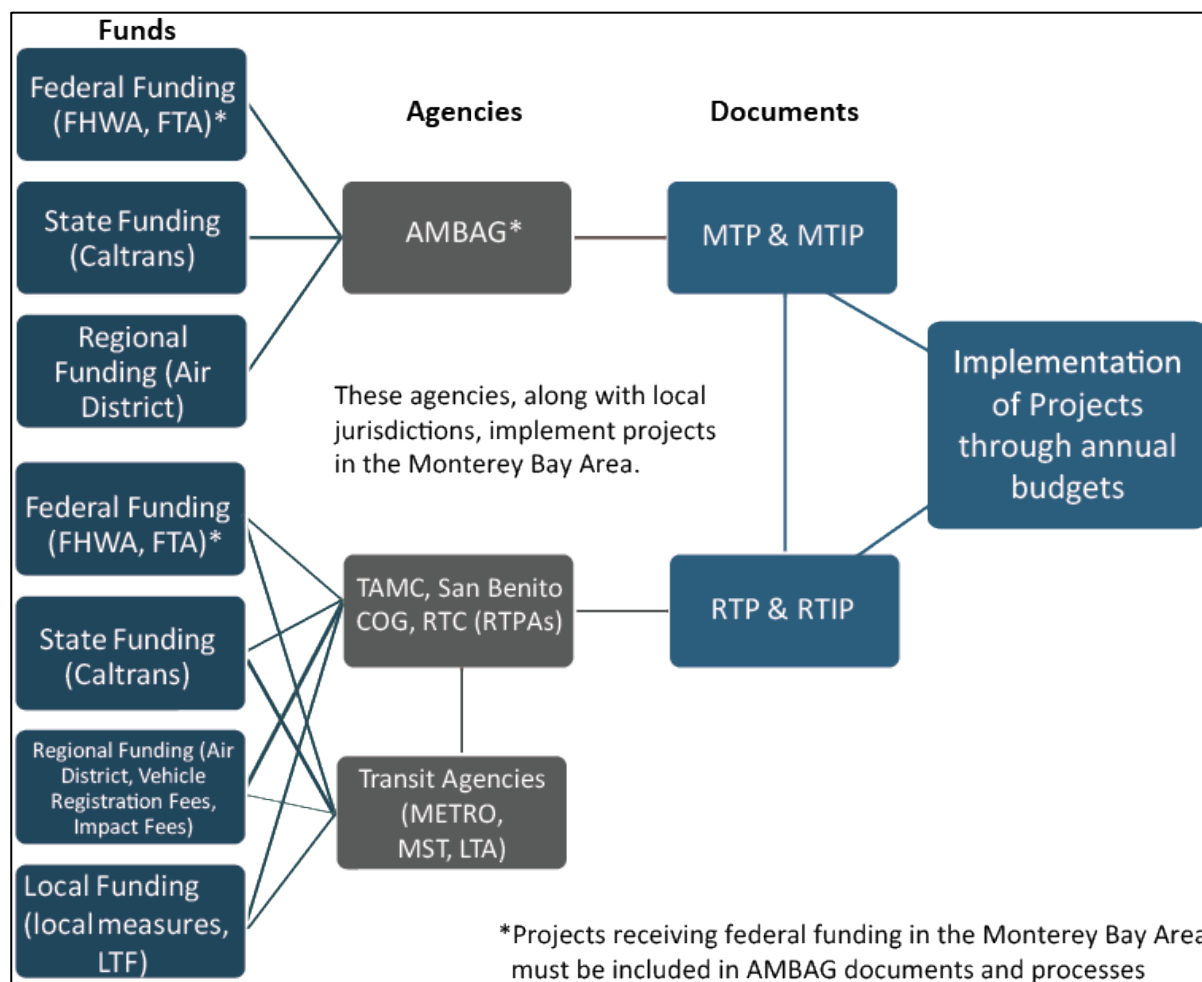 Funds
Federal Funding
(FHWA, FTA)*
State Funding
(Caltrans)
Regional
Funding (Air
District)
Federal Funding
(FHWA, FTA)*
State Funding
(Caltrans)
Regional Funding (Air
District, Vehicle
Registration Fees,
Impact Fees)
Local Funding
(local measures,
LTF)
Agencies
AMBAG*
These agencies, along with local
jurisdictions, implement projects
in the Monterey Bay Area.
TAMC, San Benito
COG, RTC (RTPAs)
Transit Agencies
(METRO,
MST, LTA)
Documents
MTP & MTIP
RTP & RTIP
Implementation
of Projects
through annual
budgets
*Projects receiving federal funding in the Monterey Bay Area
must be included in AMBAG documents and processes